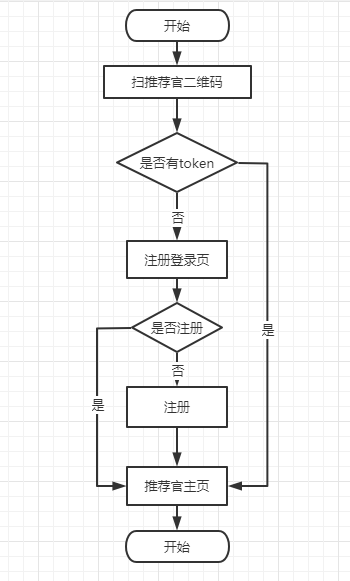 开始
扫推荐官二维码
是否有token
否
注册登录页
是否注册
是
否
是
注册
推荐官主页
开始